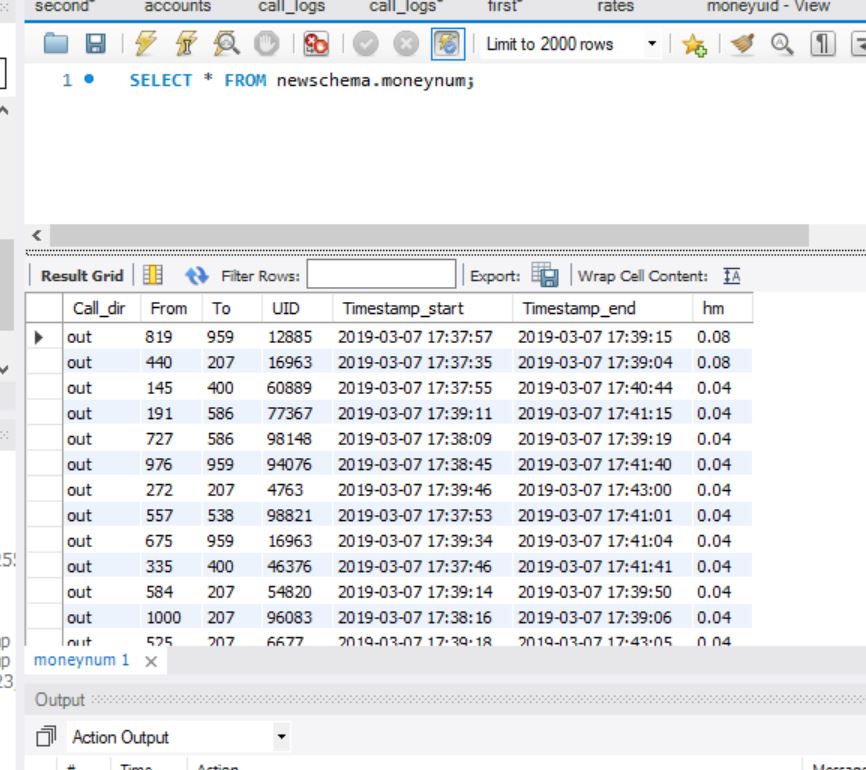 second* accounts call_logs call_logs* first* rates moneyuid - View
Limit to 2000 rows
1 SELECT * FROM newschema.moneynum;
Result Grid Filter Rows: Export: Wrap Cell Content:
Call_dir From To UID Timestamp_start Timestamp_end hm
out 819 959 12885 2019-03-07 17:37:57 2019-03-07 17:39:15 0.08
out 440 207 16963 2019-03-07 17:37:35 2019-03-07 17:39:04 0.08
out 145 400 60889 2019-03-07 17:37:55 2019-03-07 17:40:44 0.04
out 191 586 77367 2019-03-07 17:39:11 2019-03-07 17:41:15 0.04
out 727 586 98148 2019-03-07 17:38:09 2019-03-07 17:39:19 0.04
out 976 959 94076 2019-03-07 17:38:45 2019-03-07 17:41:40 0.04
out 272 207 4763 2019-03-07 17:39:46 2019-03-07 17:43:00 0.04
out 557 538 98821 2019-03-07 17:37:53 2019-03-07 17:41:01 0.04
out 675 959 16963 2019-03-07 17:39:34 2019-03-07 17:41:04 0.04
out 335 400 46376 2019-03-07 17:37:46 2019-03-07 17:41:41 0.04
out 584 207 54820 2019-03-07 17:39:14 2019-03-07 17:39:50 0.04
out 1000 207 96083 2019-03-07 17:38:16 2019-03-07 17:39:06 0.04
out 525 207 6677 2019-03-07 17:39:18 2019-03-07 17:43:05 0.04
moneynum 1
Output
Action Output
# Time Action